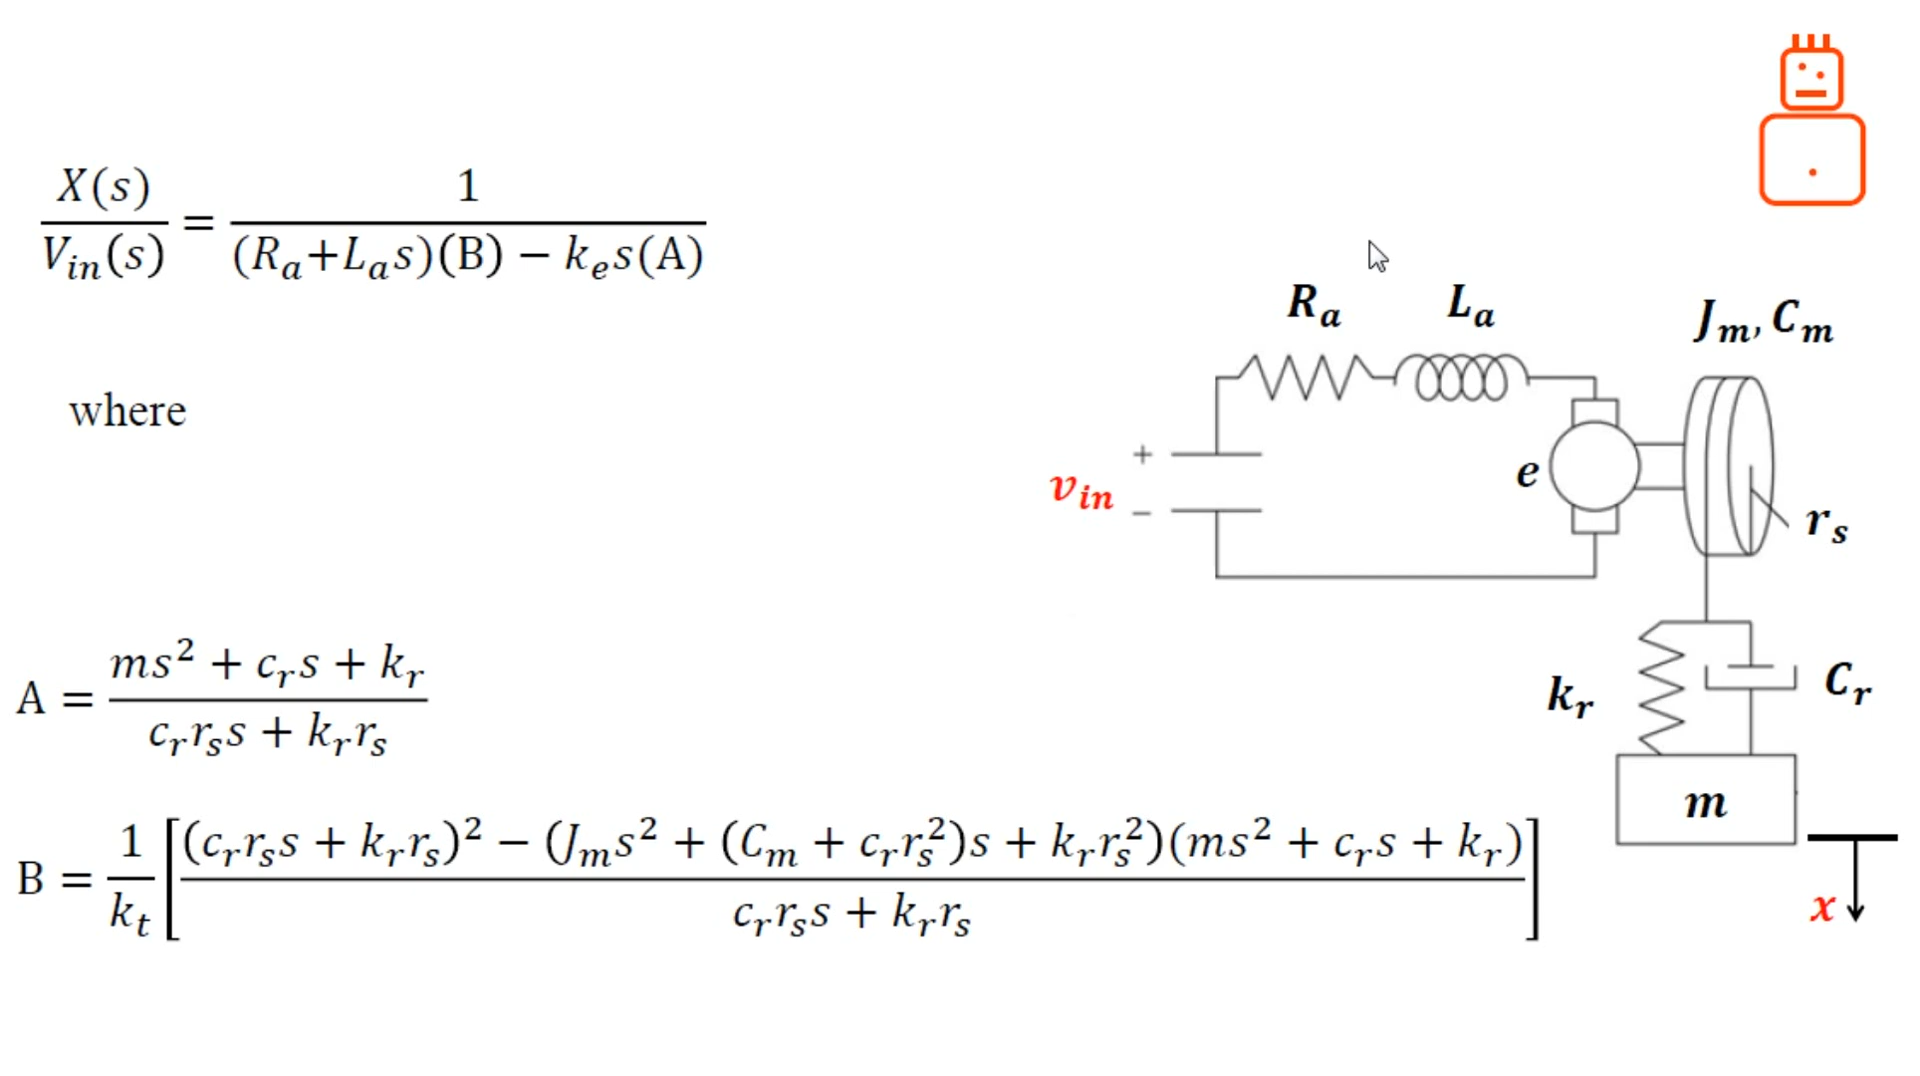 X(s)/V_in(s) = 1/((R_a+L_a s)(B) − k_e s(A))
where
A = (ms² + c_r s + k_r)/(c_r r_s s + k_r r_s)
B = 1/k_t [((c_r r_s s + k_r r_s)² − (J_m s² + (C_m + c_r r_s²)s + k_r r_s²)(ms² + c_r s + k_r))/(c_r r_s s + k_r r_s)]
R_a L_a J_m, C_m
+
v_in e
−
r_s
k_r C_r
m
x